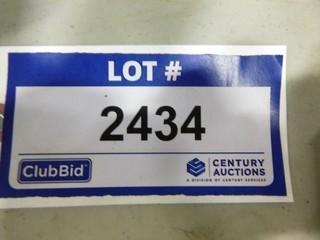 LOT #
2434
ClubBid
CENTURY
AUCTIONS
A DIVISION OF CENTURY SERVICES